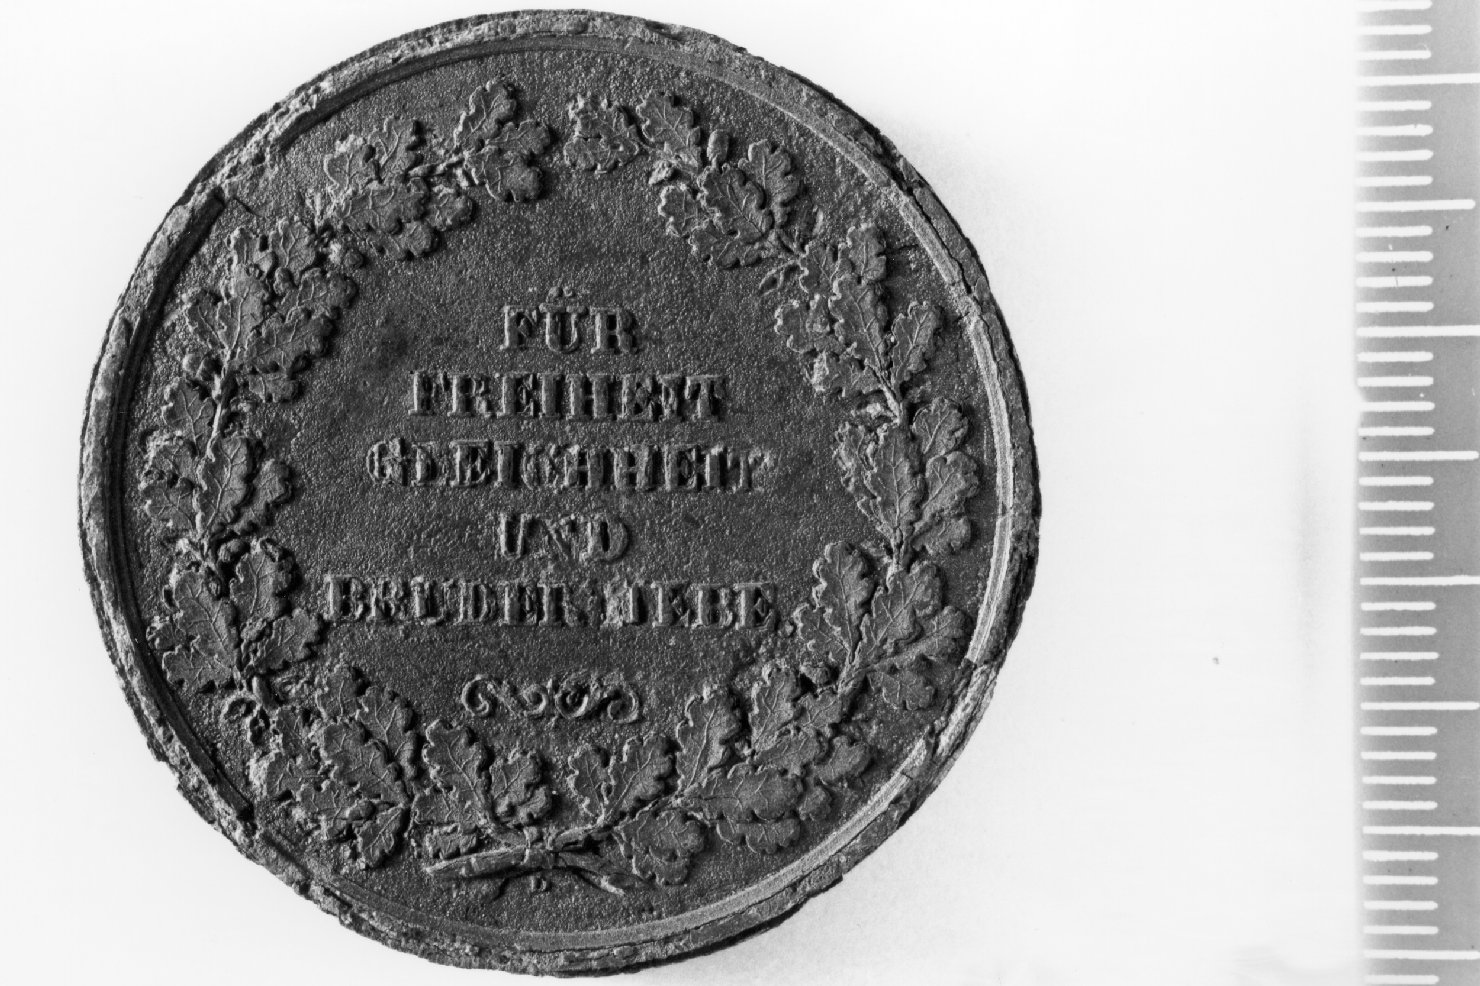 FÜR
FREIHEIT
GLEICHHEIT
UND
BRUDERLIEBE.
D